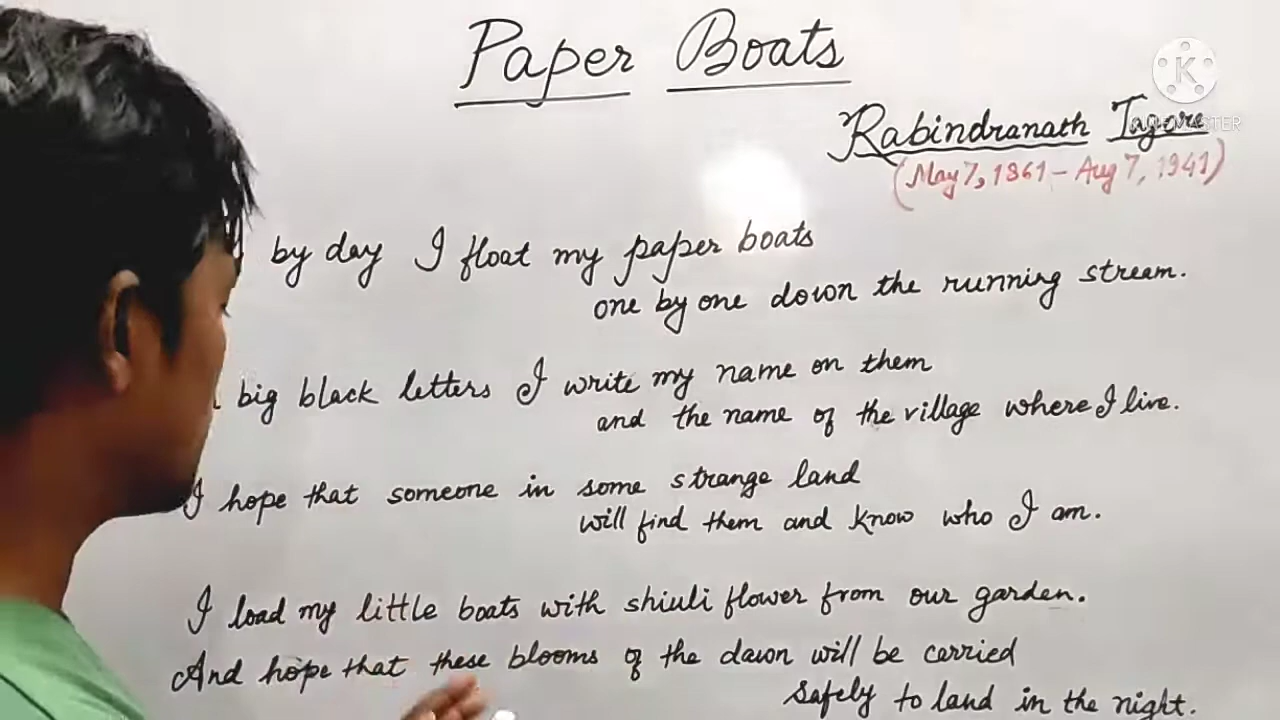 Paper Boats
K
KINEMASTER
Rabindranath Tagore
(May 7, 1861 - Aug 7, 1941)
by day I float my paper boats
one by one down the running stream.
big black letters I write my name on them
and the name of the village where I live.
I hope that someone in some strange land
will find them and know who I am.
I load my little boats with shiuli flower from our garden.
And hope that these blooms of the dawn will be carried
safely to land in the night.